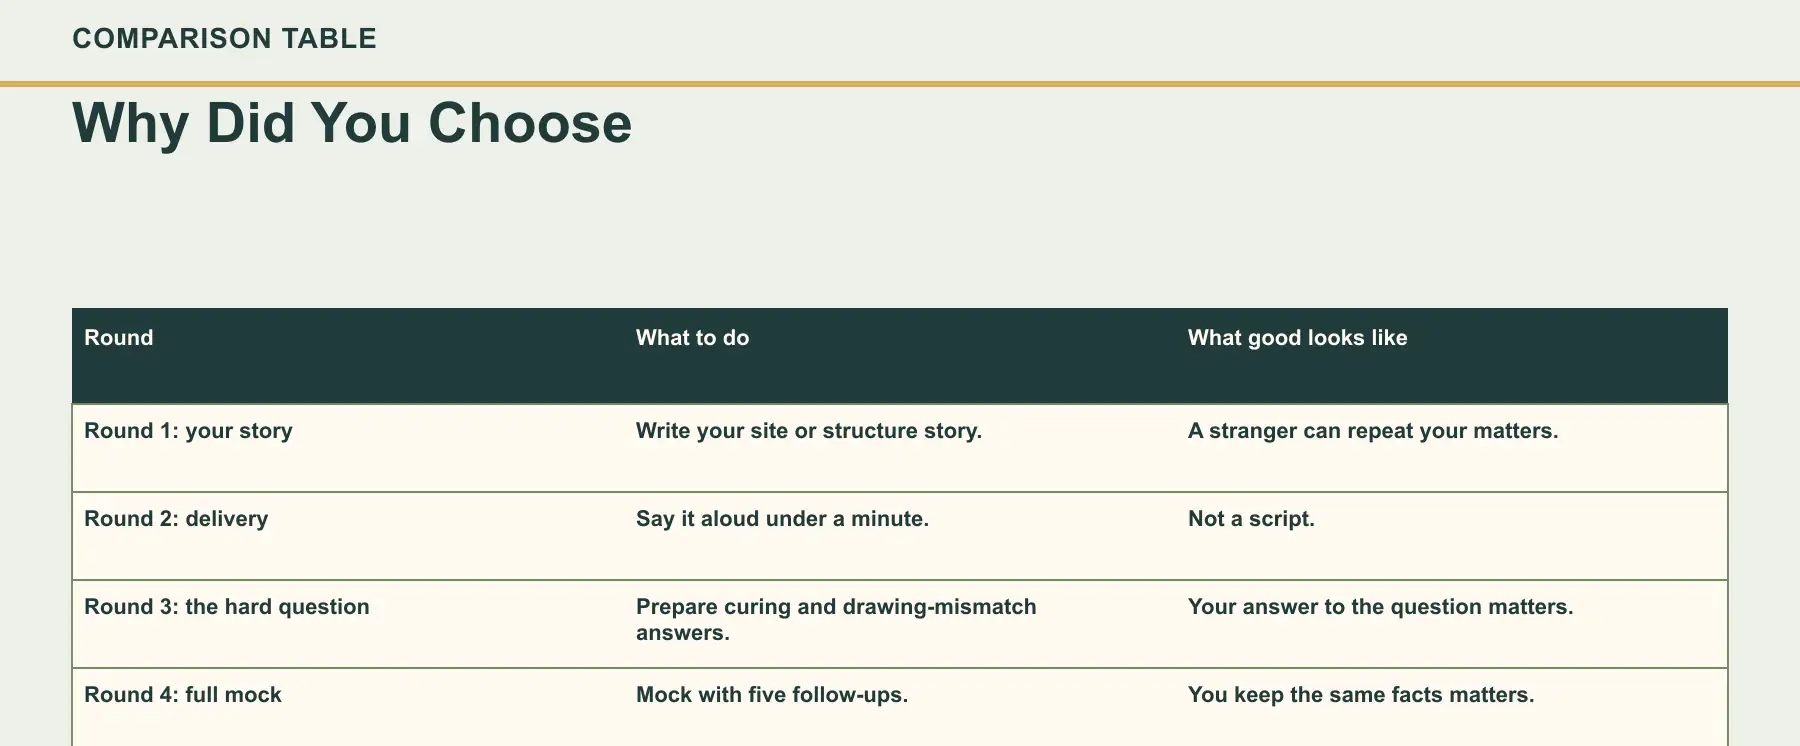 COMPARISON TABLE
Why Did You Choose
Round
What to do
What good looks like
Round 1: your story
Write your site or structure story.
A stranger can repeat your matters.
Round 2: delivery
Say it aloud under a minute.
Not a script.
Round 3: the hard question
Prepare curing and drawing-mismatch
answers.
Your answer to the question matters.
Round 4: full mock
Mock with five follow-ups.
You keep the same facts matters.